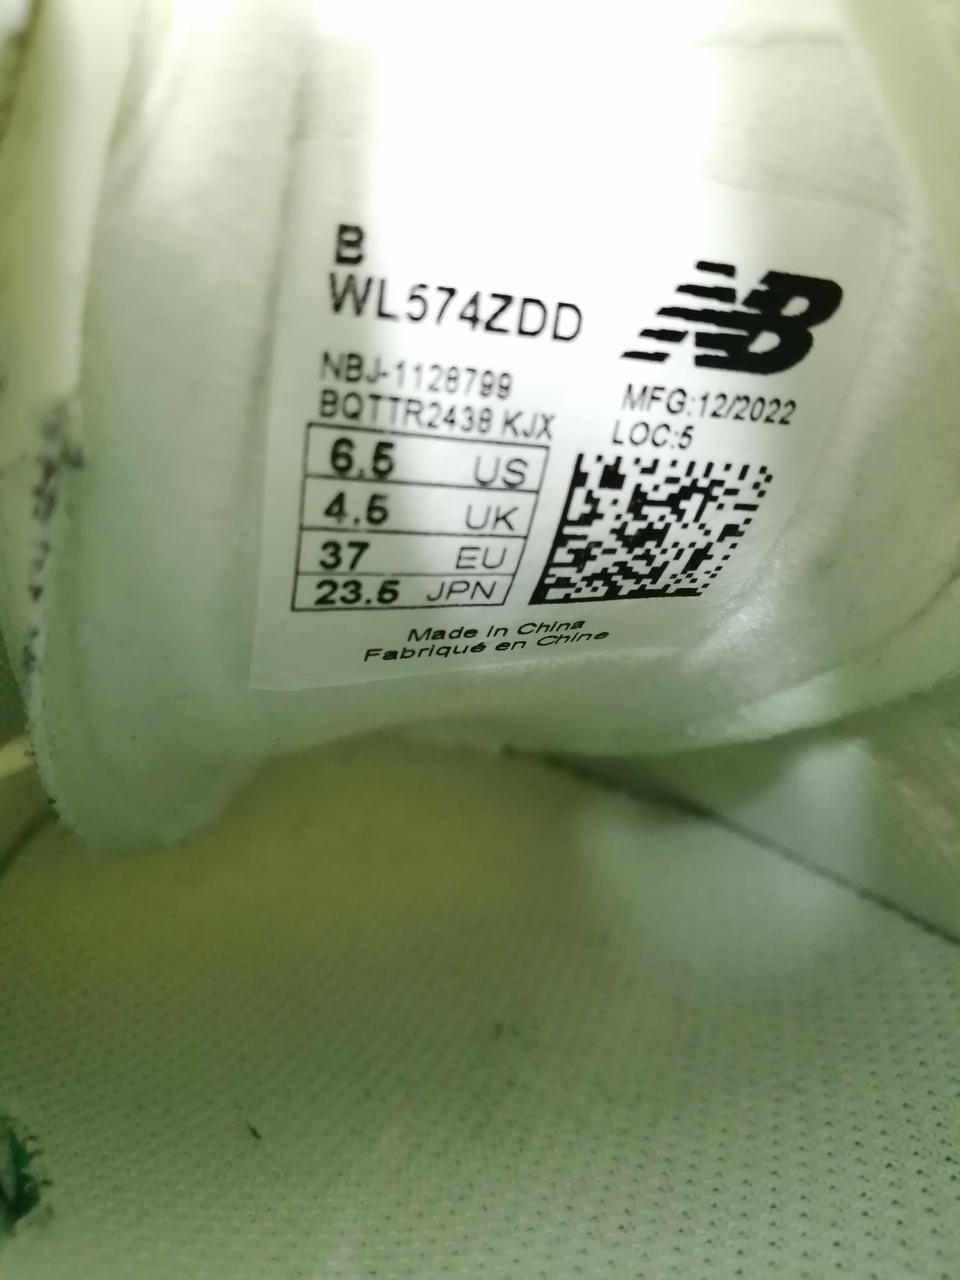 B
WL574ZDD
NB
NBJ-1128799
BQTTR2438 KJX
MFG:12/2022
LOC:5
6.5 US
4.5 UK
37 EU
23.5 JPN
Made in China
Fabriqué en Chine